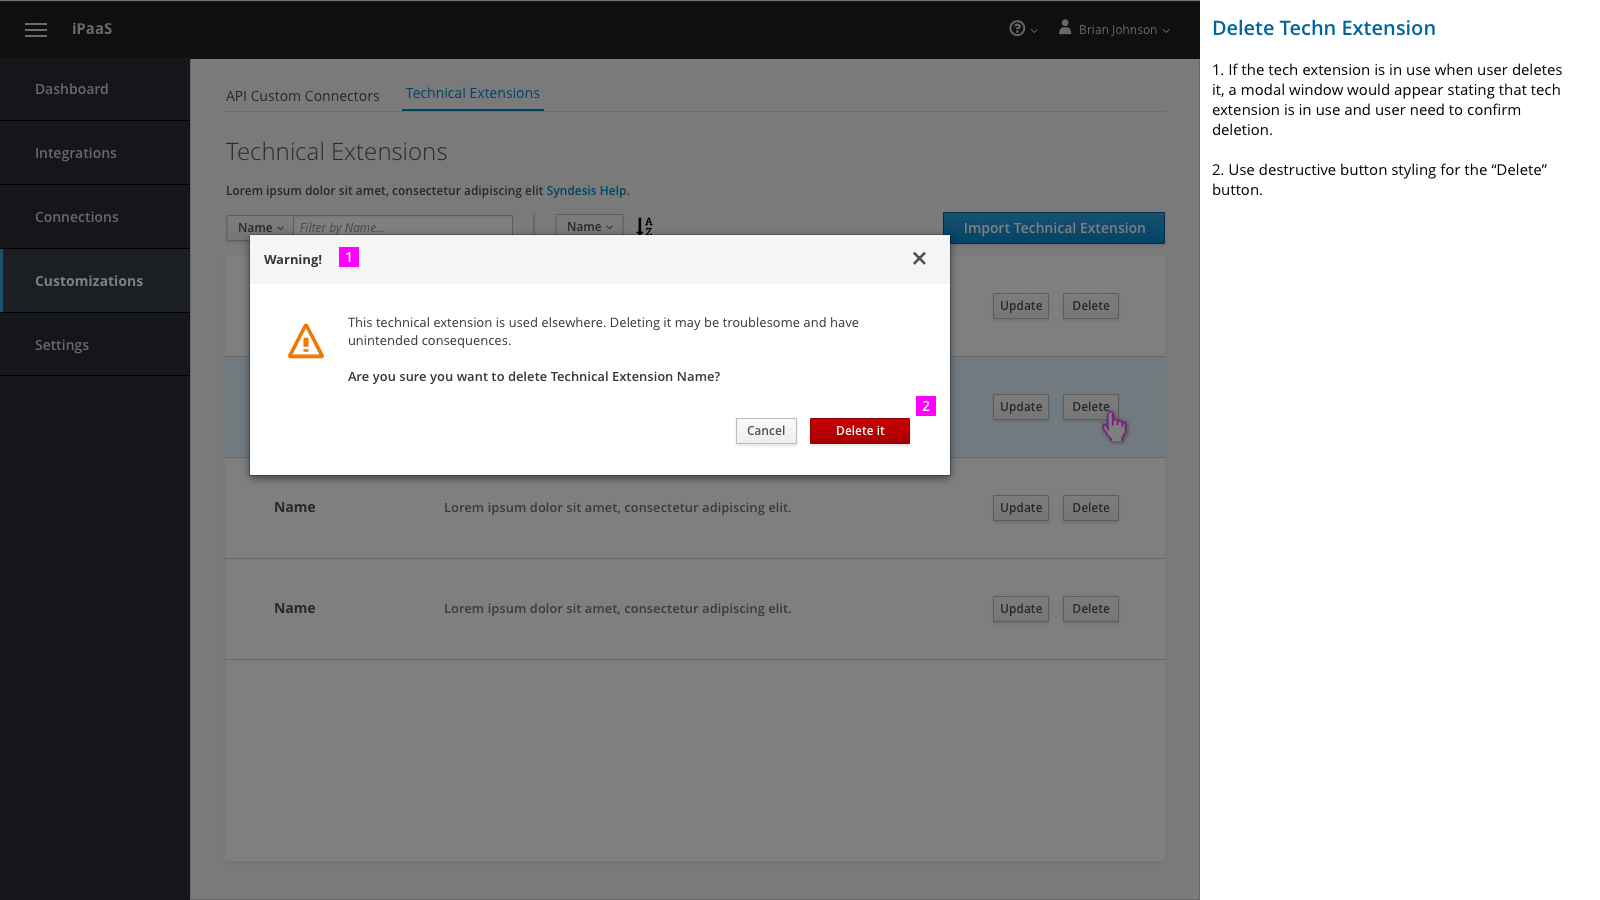 iPaaS
Brian Johnson
Dashboard
Integrations
Connections
Customizations
Settings
API Custom Connectors
Technical Extensions
Technical Extensions
Lorem ipsum dolor sit amet, consectetur adipiscing elit Syndesis Help.
Name
Filter by Name...
Name
A
Z
Import Technical Extension
Update
Delete
Warning!
1
This technical extension is used elsewhere. Deleting it may be troublesome and have
unintended consequences.
Are you sure you want to delete Technical Extension Name?
2
Cancel
Delete it
Update
Delete
Name
Lorem ipsum dolor sit amet, consectetur adipiscing elit.
Update
Delete
Name
Lorem ipsum dolor sit amet, consectetur adipiscing elit.
Update
Delete
Delete Techn Extension
1. If the tech extension is in use when user deletes
it, a modal window would appear stating that tech
extension is in use and user need to confirm
deletion.
2. Use destructive button styling for the “Delete”
button.